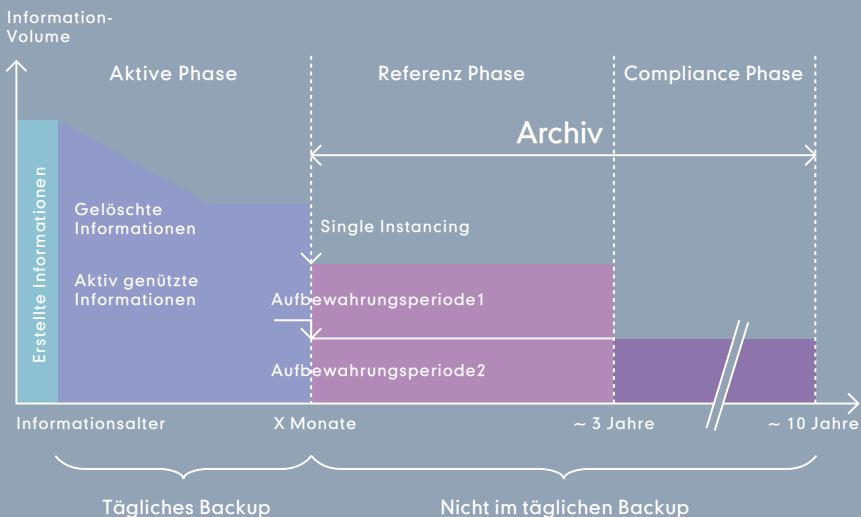 Information-
Volume
Aktive Phase
Referenz Phase
Compliance Phase
Archiv
Erstellte Informationen
Gelöschte
Informationen
Single Instancing
Aktiv genützte
Informationen
Aufbewahrungsperiode1
Aufbewahrungsperiode2
Informationsalter
X Monate
~ 3 Jahre
~ 10 Jahre
Tägliches Backup
Nicht im täglichen Backup